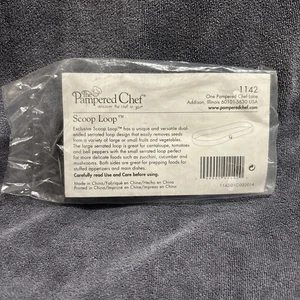 The
Pampered Chef™
discover the chef in you™
1142
One Pampered Chef Lane
Addison, Illinois 60101-5630 USA
www.pamperedchef.com
Scoop Loop™
Exclusive Scoop Loop™ has a unique and versatile dual-
ended serrated loop design that easily removes seeds
from a variety of large or small fruits and vegetables.
The large serrated loop is great for cantaloupe, tomatoes
and bell peppers with the small serrated loop perfect
for more delicate foods such as zucchini, cucumber and
mushrooms. Both sides are great for prepping foods for
stuffed appetizers and main dishes.
Carefully read Use and Care before using.
Made in China/Fabriqué en Chine/Hecho en China
Printed in China/Imprimé en Chine/Impreso en China